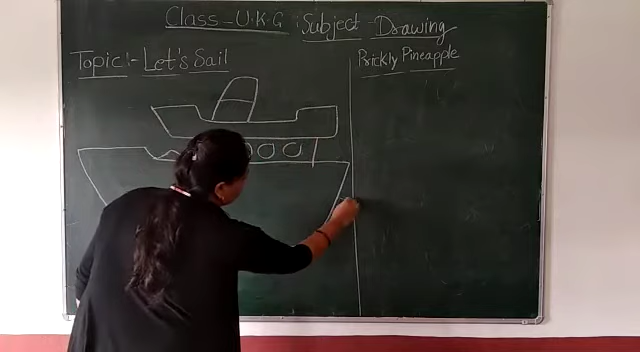 Class-U.K.G : Subject - Drawing
Topic:- Let's Sail
Prickly Pineapple